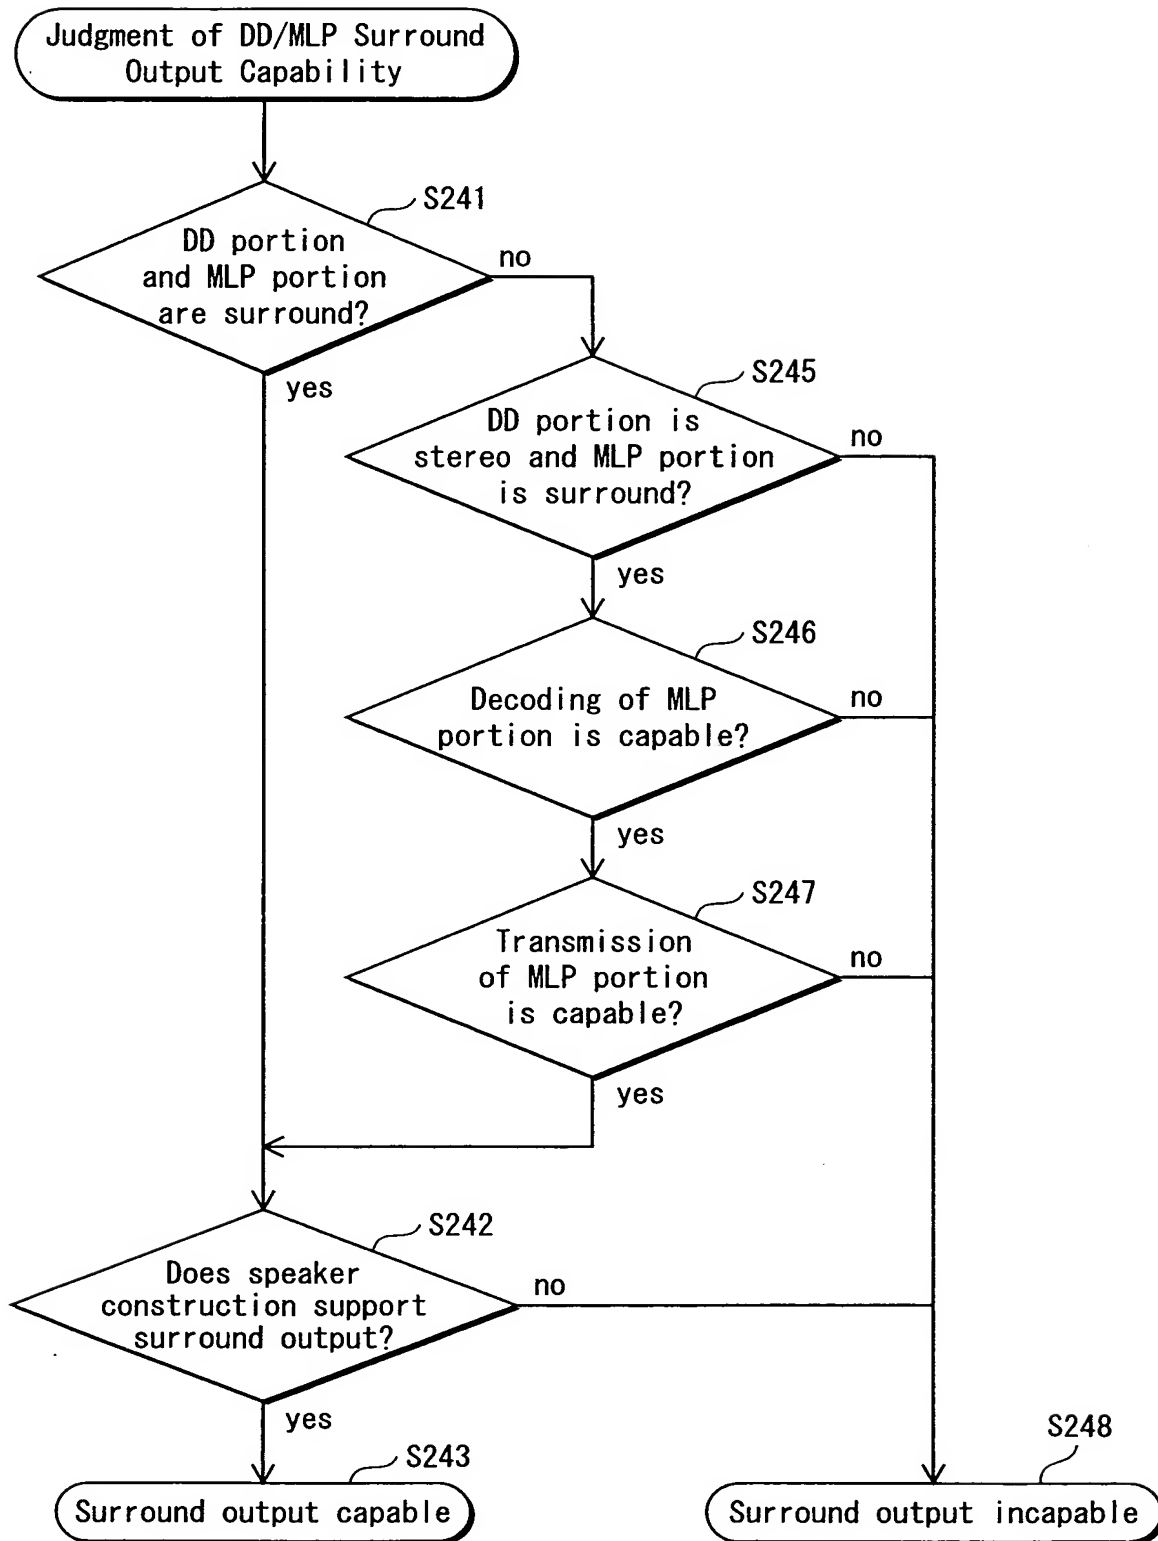 Judgment of DD/MLP Surround
Output Capability
S241
DD portion
and MLP portion
are surround?
no
yes
S245
DD portion is
stereo and MLP portion
is surround?
no
yes
S246
Decoding of MLP
portion is capable?
no
yes
S247
Transmission
of MLP portion
is capable?
no
yes
S242
Does speaker
construction support
surround output?
no
yes
S243
Surround output capable
S248
Surround output incapable